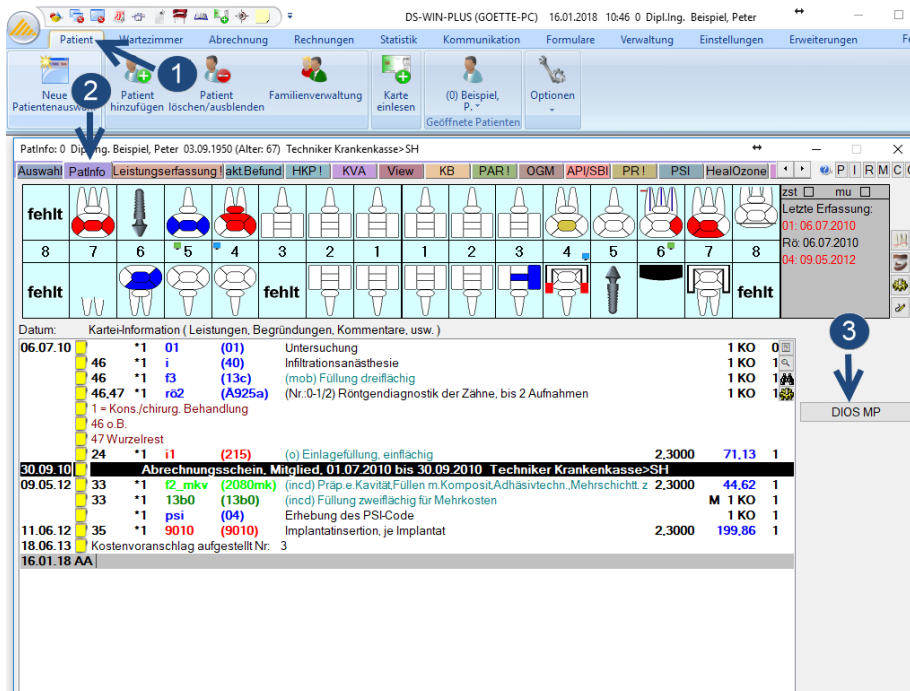 DS-WIN-PLUS (GOETTE-PC) 16.01.2018 10:46 0 Dipl.Ing. Beispiel, Peter
Patient Wartezimmer Abrechnung Rechnungen Statistik Kommunikation Formulare Verwaltung Einstellungen Erweiterungen Fe
1
2
Neue Patient Patient Familienverwaltung Karte (0) Beispiel, Optionen
hinzufügen löschen/ausblenden einlesen P.
Geöffnete Patienten
PatInfo: 0 Dipl.Ing. Beispiel, Peter 03.09.1950 (Alter: 67) Techniker Krankenkasse>SH
Auswahl PatInfo Leistungserfassung! akt.Befund HKP! KVA View KB PAR! OGM API/SBI PR! PSI HealOzone P I R M C
zst mu
fehlt Letzte Erfassung:
01: 06.07.2010
8 7 6 5 4 3 2 1 1 2 3 4 5 6 7 8 Rö: 06.07.2010
04: 09.05.2012
fehlt fehlt fehlt
Datum: Kartei-Information ( Leistungen, Begründungen, Kommentare, usw. )
3
06.07.10 *1 01 (01) Untersuchung 1 KO 0
46 *1 i (40) Infiltrationsanästhesie 1 KO 1
46 *1 f3 (13c) (mob) Füllung dreiflächig 1 KO 1
46,47 *1 rö2 (Ä925a) (Nr.:0-1/2) Röntgendiagnostik der Zähne, bis 2 Aufnahmen 1 KO 1
1 = Kons./chirurg. Behandlung
DIOS MP
46 o.B.
47 Wurzelrest
24 *1 i1 (215) (o) Einlagefüllung, einflächig 2,3000 71,13 1
30.09.10 Abrechnungsschein, Mitglied, 01.07.2010 bis 30.09.2010 Techniker Krankenkasse>SH
09.05.12 33 *1 f2_mkv (2080mk) (incd) Präp.e.Kavität,Füllen m.Komposit,Adhäsivtechn.,Mehrschichtt. z 2,3000 44,62 1
33 *1 13b0 (13b0) (incd) Füllung zweiflächig für Mehrkosten M 1 KO 1
*1 psi (04) Erhebung des PSI-Code 1 KO 1
11.06.12 35 *1 9010 (9010) Implantatinsertion, je Implantat 2,3000 199,86 1
18.06.13 Kostenvoranschlag aufgestellt Nr: 3
16.01.18 AA